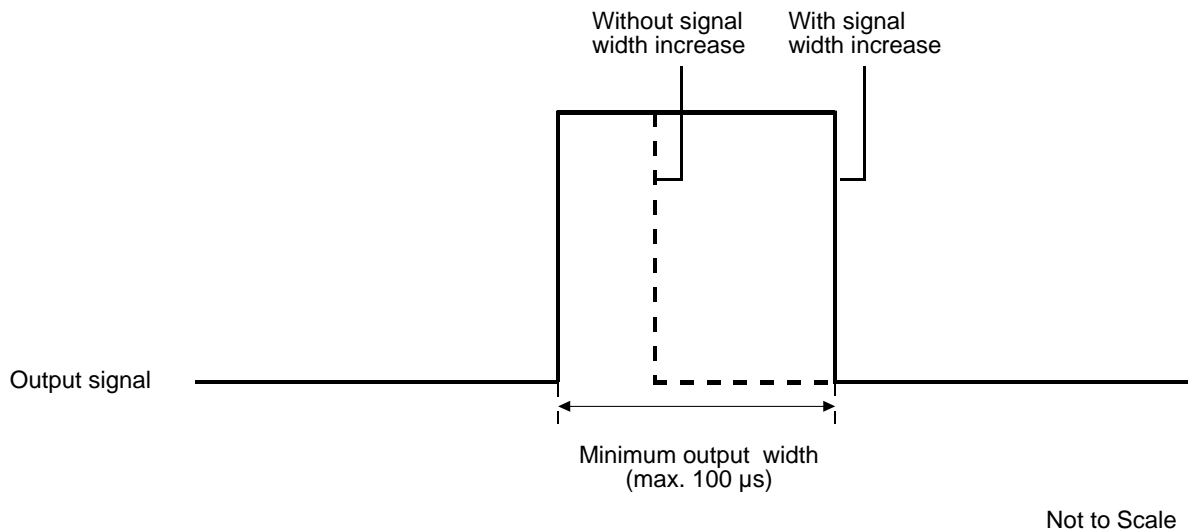 Without signal
width increase
With signal
width increase
Output signal
Minimum output width
(max. 100 µs)
Not to Scale